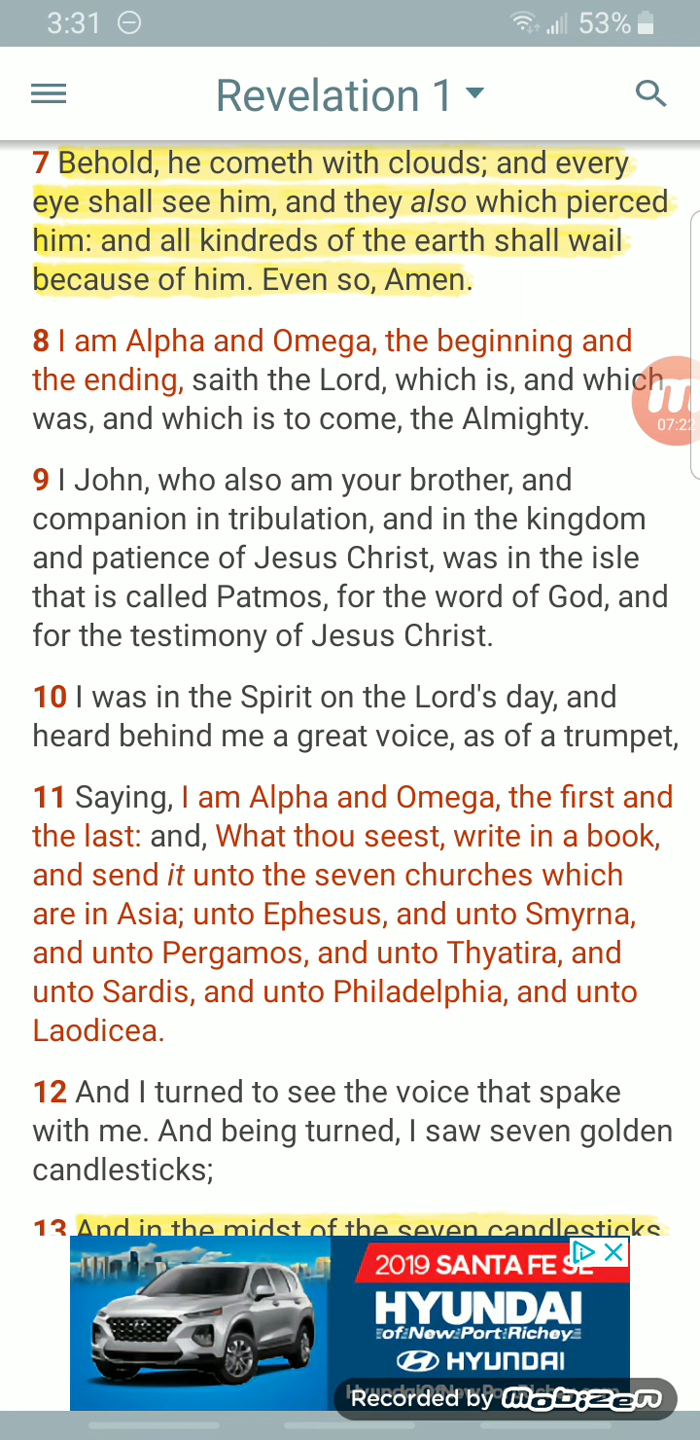 3:31 53%
Revelation 1
7 Behold, he cometh with clouds; and every
eye shall see him, and they also which pierced
him: and all kindreds of the earth shall wail
because of him. Even so, Amen.
8 I am Alpha and Omega, the beginning and
the ending, saith the Lord, which is, and which
was, and which is to come, the Almighty.
07:22
9 I John, who also am your brother, and
companion in tribulation, and in the kingdom
and patience of Jesus Christ, was in the isle
that is called Patmos, for the word of God, and
for the testimony of Jesus Christ.
10 I was in the Spirit on the Lord's day, and
heard behind me a great voice, as of a trumpet,
11 Saying, I am Alpha and Omega, the first and
the last: and, What thou seest, write in a book,
and send it unto the seven churches which
are in Asia; unto Ephesus, and unto Smyrna,
and unto Pergamos, and unto Thyatira, and
unto Sardis, and unto Philadelphia, and unto
Laodicea.
12 And I turned to see the voice that spake
with me. And being turned, I saw seven golden
candlesticks;
13 And in the midst of the seven candlesticks
2019 SANTA FE SE
HYUNDAI
of New Port Richey
HYUNDAI
Recorded by mobizen